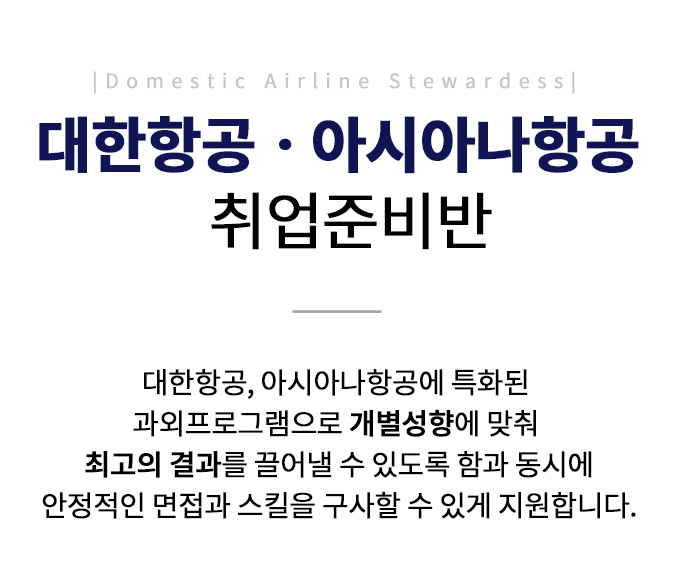 |Domestic Airline Stewardess|
대한항공 · 아시아나항공
취업준비반
대한항공, 아시아나항공에 특화된
과외프로그램으로 개별성향에 맞춰
최고의 결과를 끌어낼 수 있도록 함과 동시에
안정적인 면접과 스킬을 구사할 수 있게 지원합니다.